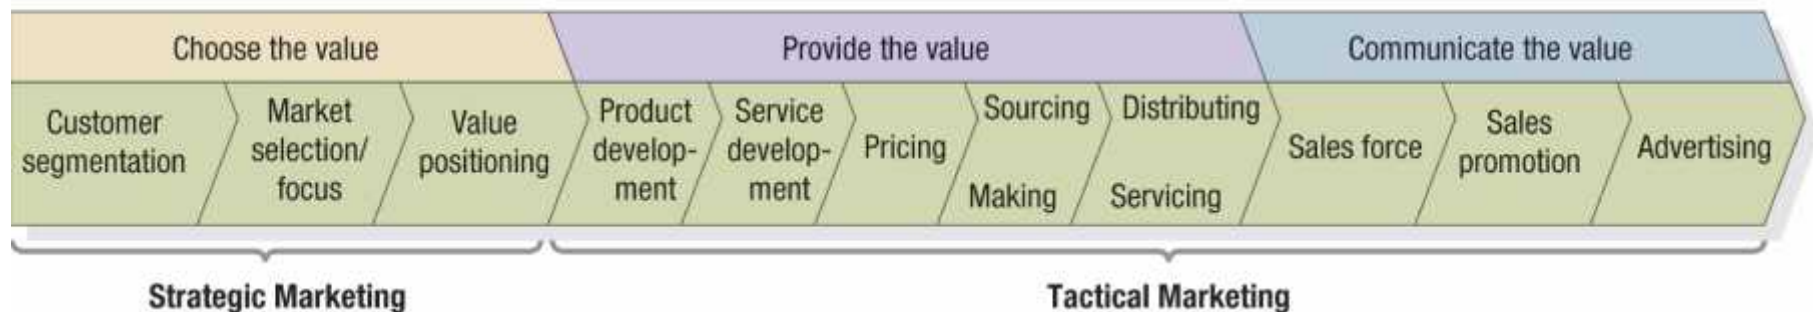 Choose the value
Provide the value
Communicate the value
Customer
segmentation
Market
selection/
focus
Value
positioning
Product
develop-
ment
Service
develop-
ment
Pricing
Sourcing
Making
Distributing
Servicing
Sales force
Sales
promotion
Advertising
Strategic Marketing
Tactical Marketing